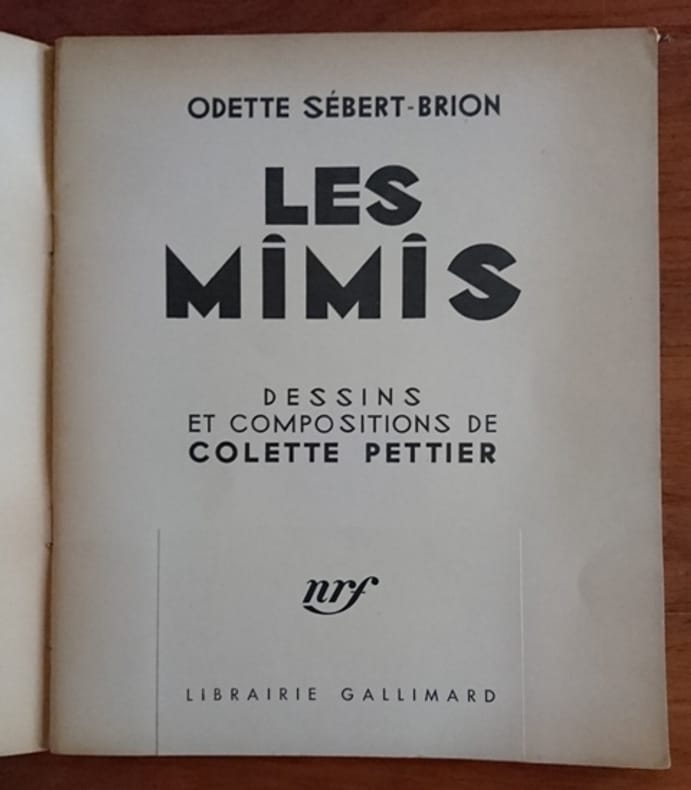 ODETTE SÉBERT-BRION
LES
MÎMÎS
DESSINS
ET COMPOSITIONS DE
COLETTE PETTIER
nrf
LIBRAIRIE GALLIMARD